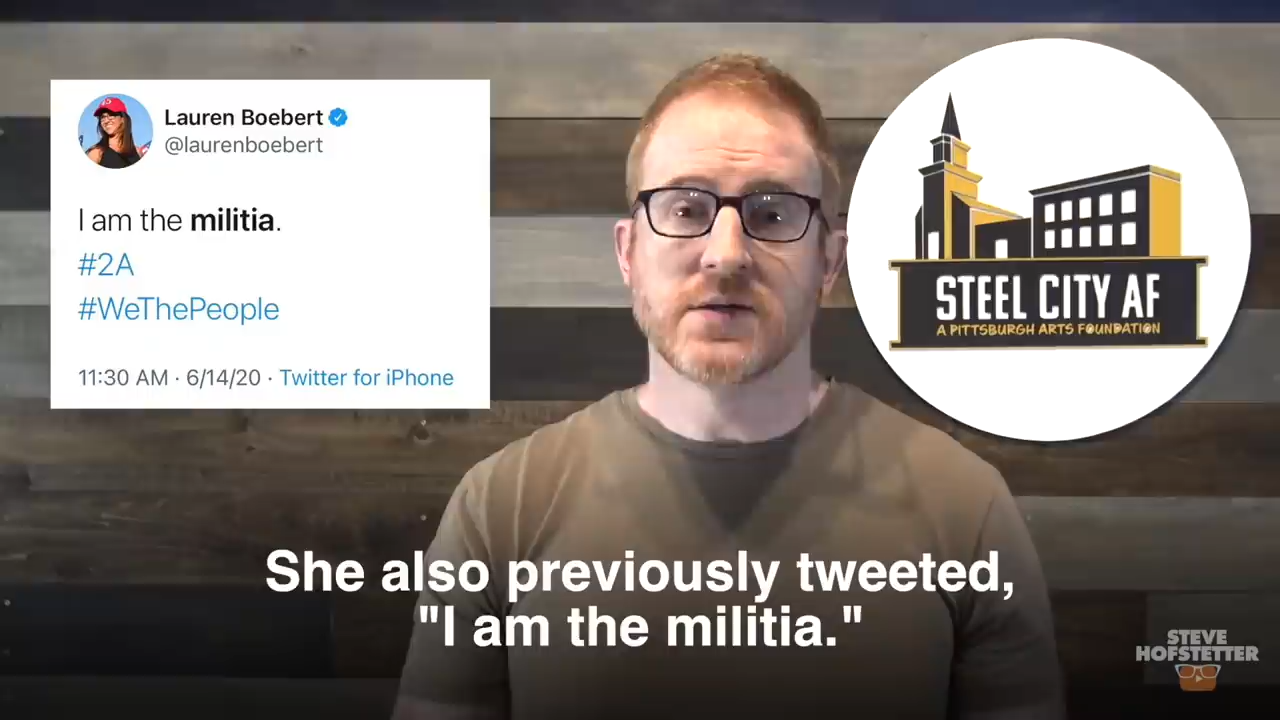 Lauren Boebert
@laurenboebert
I am the militia.
#2A
#WeThePeople
11:30 AM · 6/14/20 · Twitter for iPhone
STEEL CITY AF
A PITTSBURGH ARTS FOUNDATION
She also previously tweeted,
"I am the militia."
STEVE
HOFSTETTER